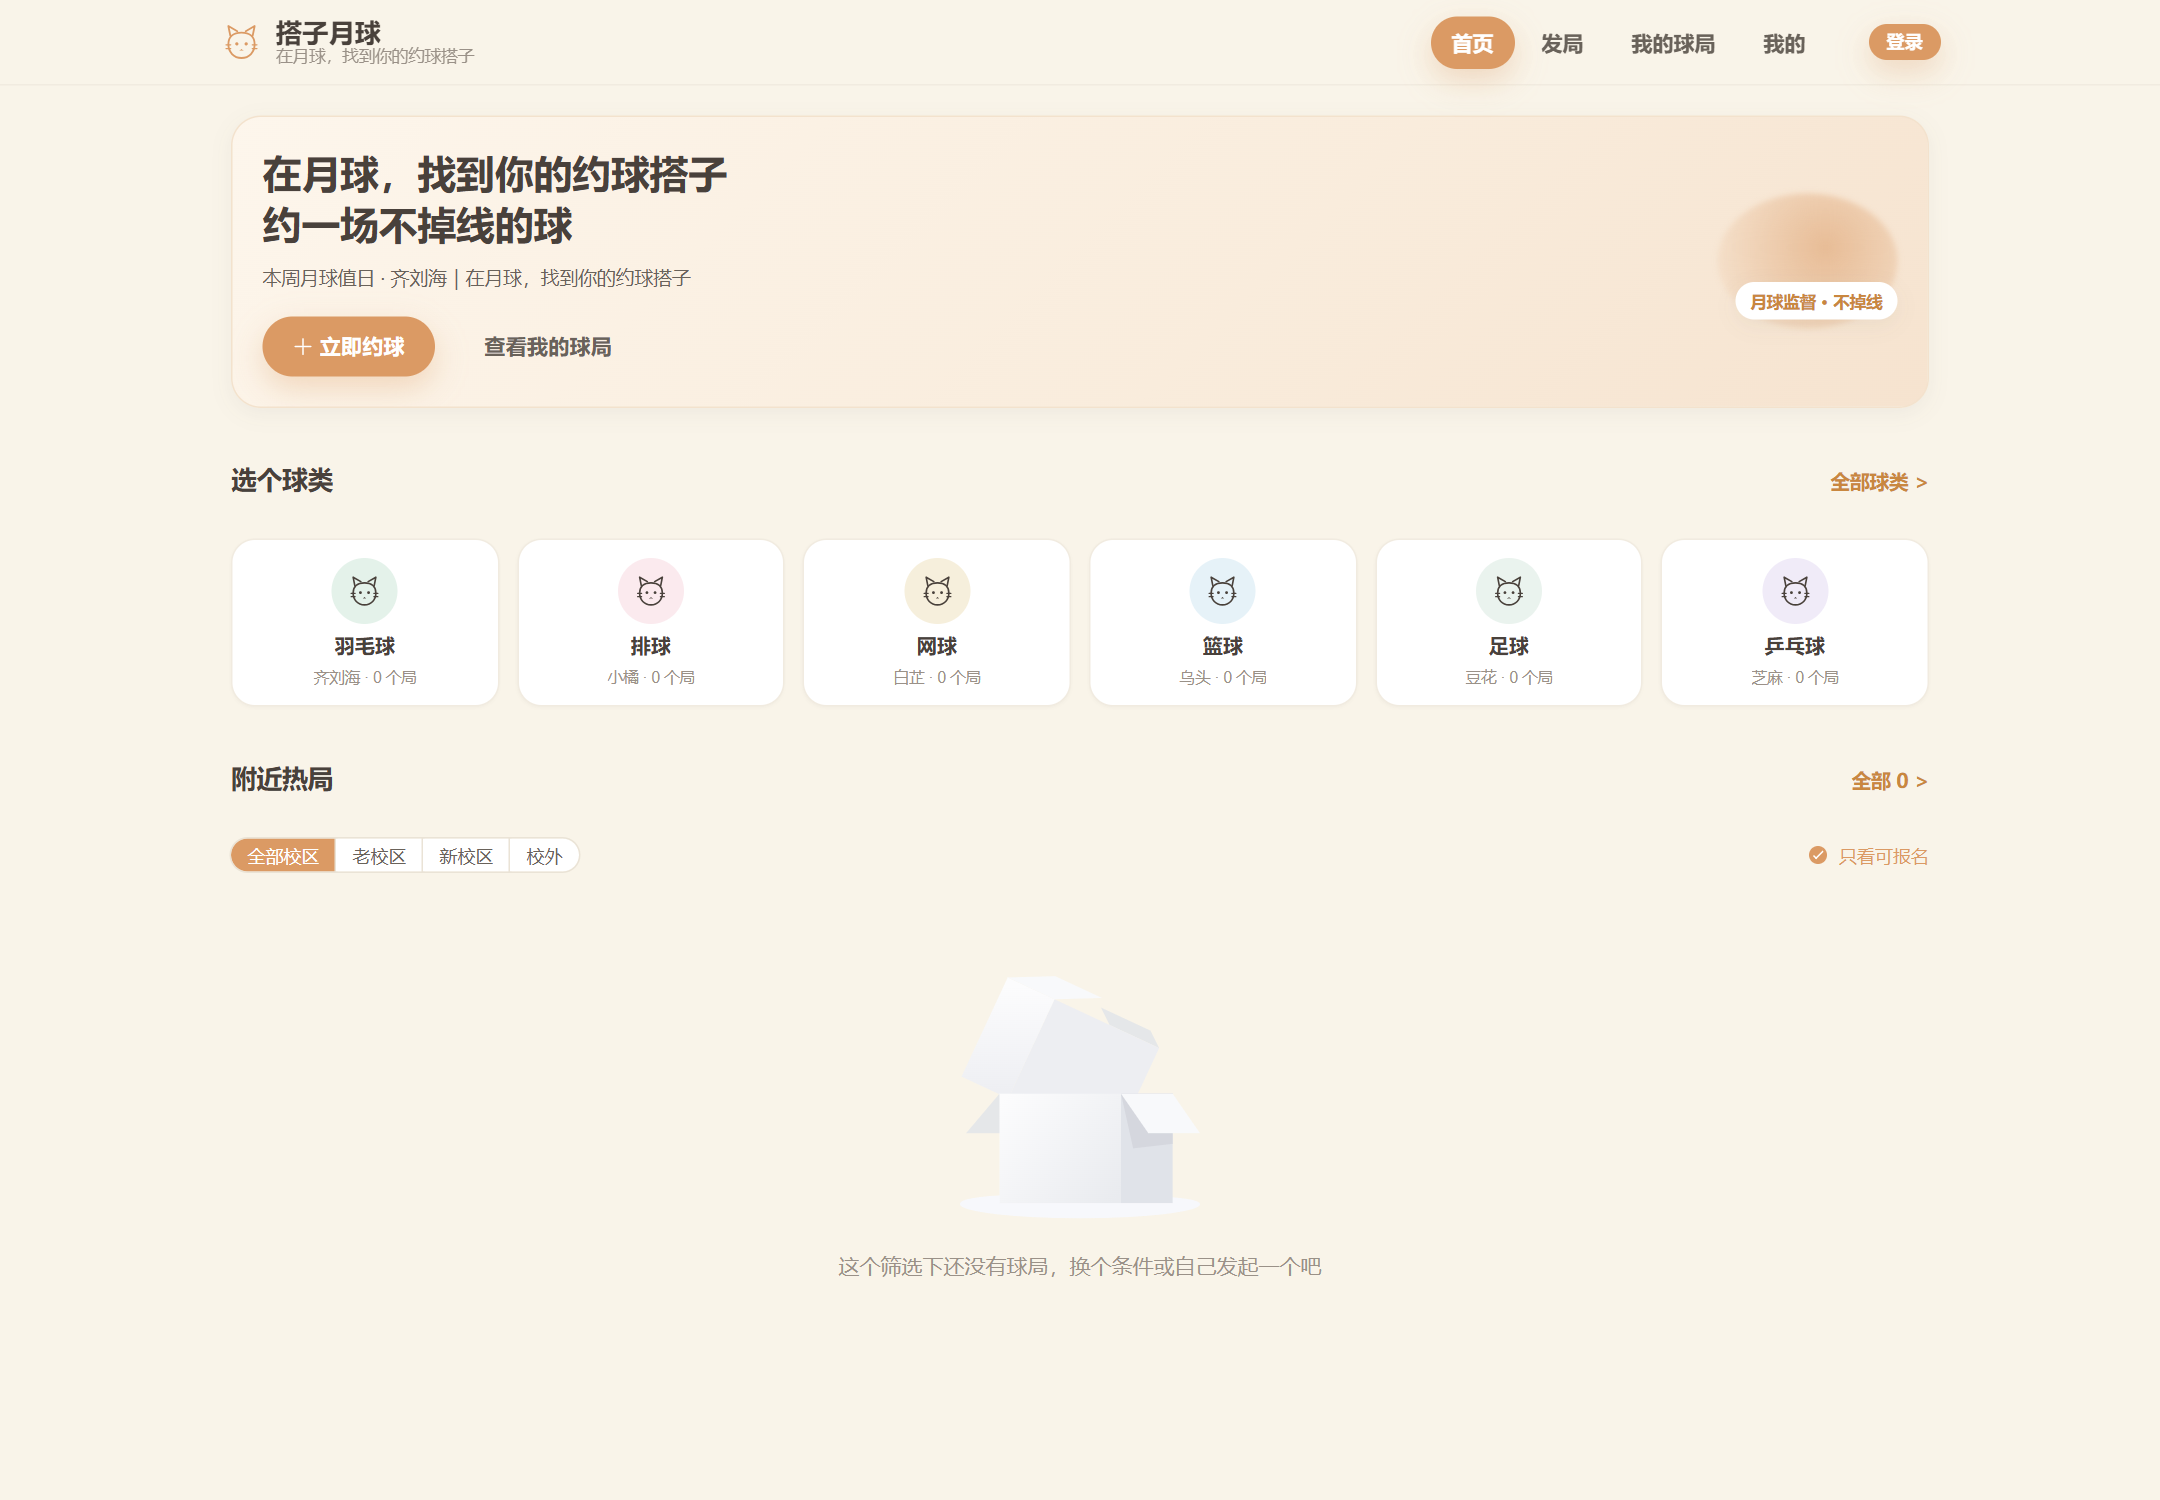 搭子月球
在月球，找到你的约球搭子
首页
发局
我的球局
我的
登录
在月球，找到你的约球搭子
约一场不掉线的球
本周月球值日 · 齐刘海 | 在月球，找到你的约球搭子
月球监督 • 不掉线
+ 立即约球
查看我的球局
选个球类
全部球类 >
羽毛球
齐刘海 · 0 个局
排球
小橘 · 0 个局
网球
白芷 · 0 个局
篮球
乌头 · 0 个局
足球
豆花 · 0 个局
乒乓球
芝麻 · 0 个局
附近热局
全部 0 >
全部校区
老校区
新校区
校外
只看可报名
这个筛选下还没有球局，换个条件或自己发起一个吧